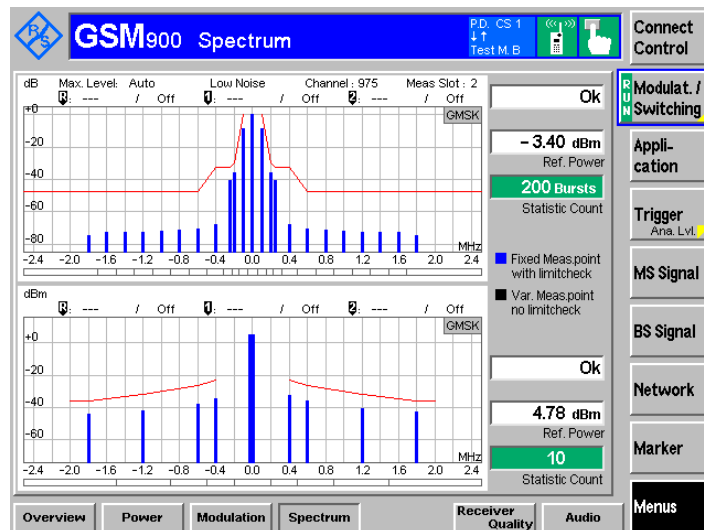 R S
GSM900 Spectrum
P.D. CS 1
Test M. B
Connect Control
dB Max. Level: Auto Low Noise Channel : 975 Meas Slot : 2
R: --- / Off 1: --- / Off 2: --- / Off
GMSK
+0
-20
-40
-60
-80
MHz
-2.4 -2.0 -1.6 -1.2 -0.8 -0.4 0.0 0.4 0.8 1.2 1.6 2.0 2.4
Ok
- 3.40 dBm
Ref. Power
200 Bursts
Statistic Count
Fixed Meas.point
with limitcheck
Var. Meas.point
no limitcheck
dBm
R: --- / Off 1: --- / Off 2: --- / Off
GMSK
+0
-20
-40
-60
MHz
-2.4 -2.0 -1.6 -1.2 -0.8 -0.4 0.0 0.4 0.8 1.2 1.6 2.0 2.4
Ok
4.78 dBm
Ref. Power
10
Statistic Count
RUN
Modulat. /
Switching
Appli-
cation
Trigger
Ana. Lvl.
MS Signal
BS Signal
Network
Marker
Menus
Overview Power Modulation Spectrum Receiver Quality Audio